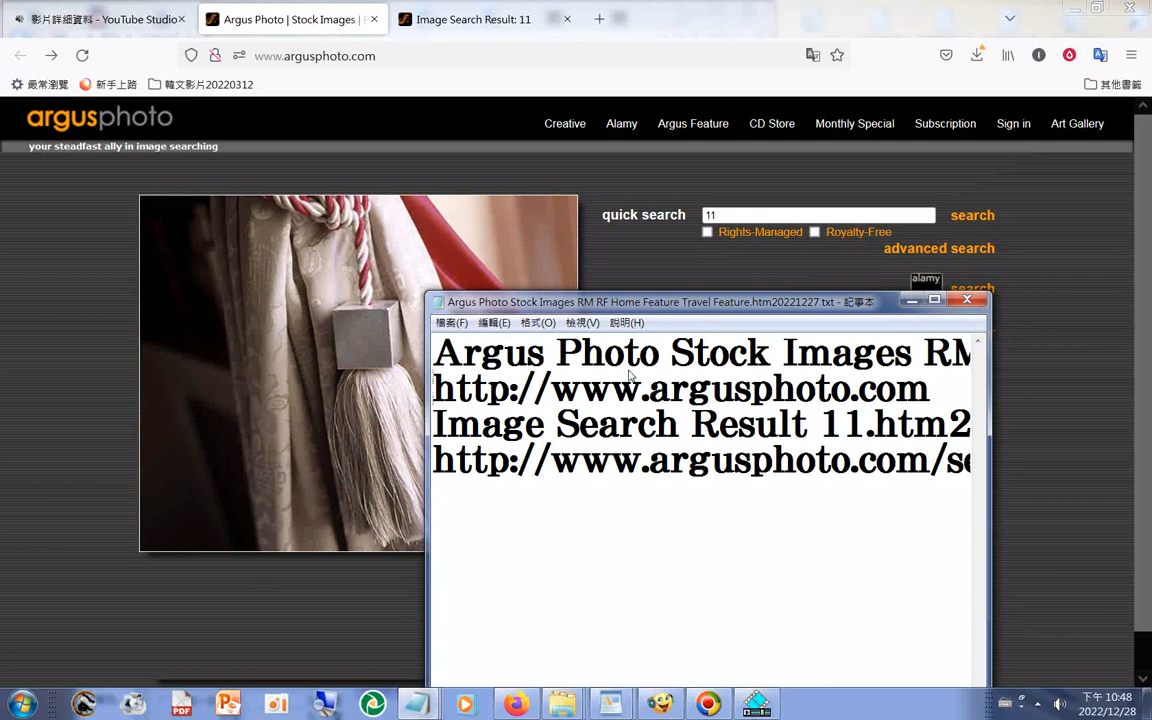 影片詳細資料 - YouTube Studio
Argus Photo | Stock Images |
Image Search Result: 11
www.argusphoto.com
最常瀏覽
新手上路
韓文影片20220312
其他書籤
argusphoto
Creative
Alamy
Argus Feature
CD Store
Monthly Special
Subscription
Sign in
Art Gallery
your steadfast ally in image searching
quick search
11
search
Rights-Managed
Royalty-Free
advanced search
alamy
search
Argus Photo Stock Images RM RF Home Feature Travel Feature.htm20221227.txt - 記事本
檔案(F)
編輯(E)
格式(O)
檢視(V)
說明(H)
Argus Photo Stock Images RM
http://www.argusphoto.com
Image Search Result 11.htm2
http://www.argusphoto.com/se
PDF
下午 10:48
2022/12/28